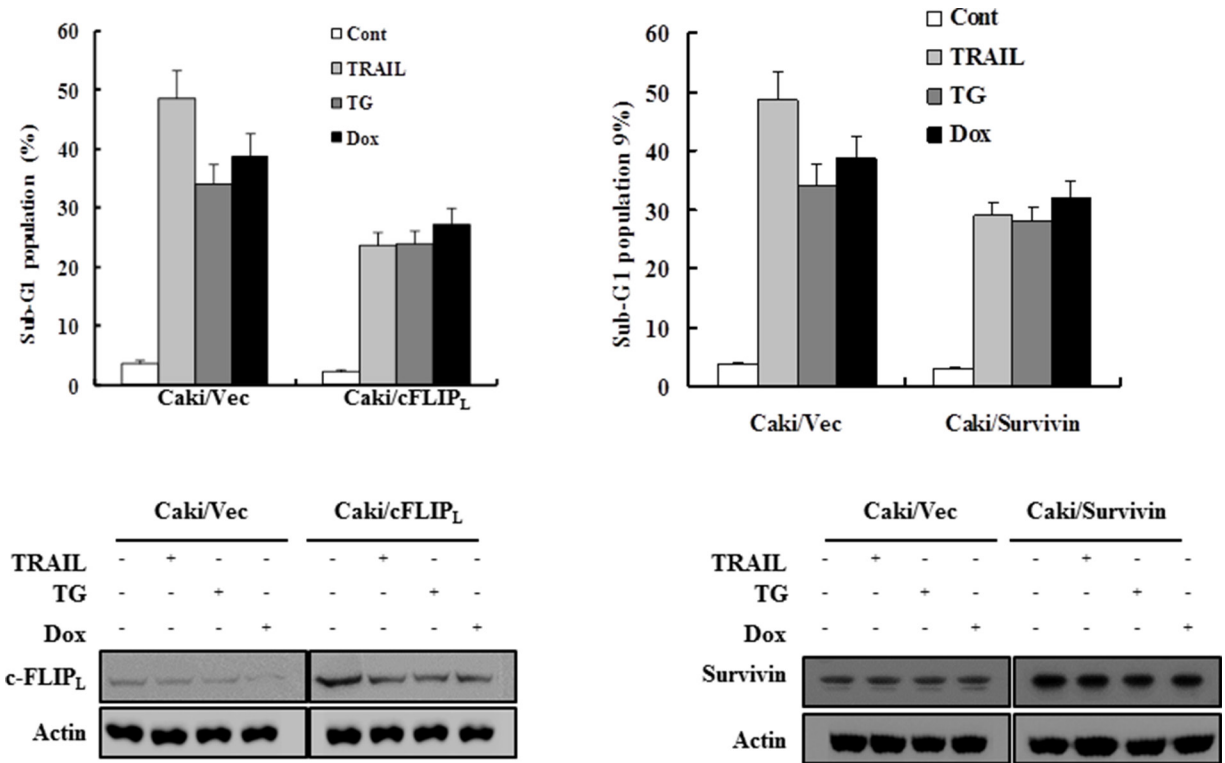 60
50
40
30
20
10
0
Sub-G1 population (%)
Cont
TRAIL
TG
Dox
Caki/Vec Caki/cFLIPL
60
50
40
30
20
10
0
Sub-G1 population 9%)
Cont
TRAIL
TG
Dox
Caki/Vec Caki/Survivin
Caki/Vec Caki/cFLIPL
TRAIL - + - - - + - -
TG - - + - - - + -
Dox - - - + - - - +
c-FLIPL
Actin
Caki/Vec Caki/Survivin
TRAIL - + - - - + - -
TG - - + - - - + -
Dox - - - + - - - +
Survivin
Actin